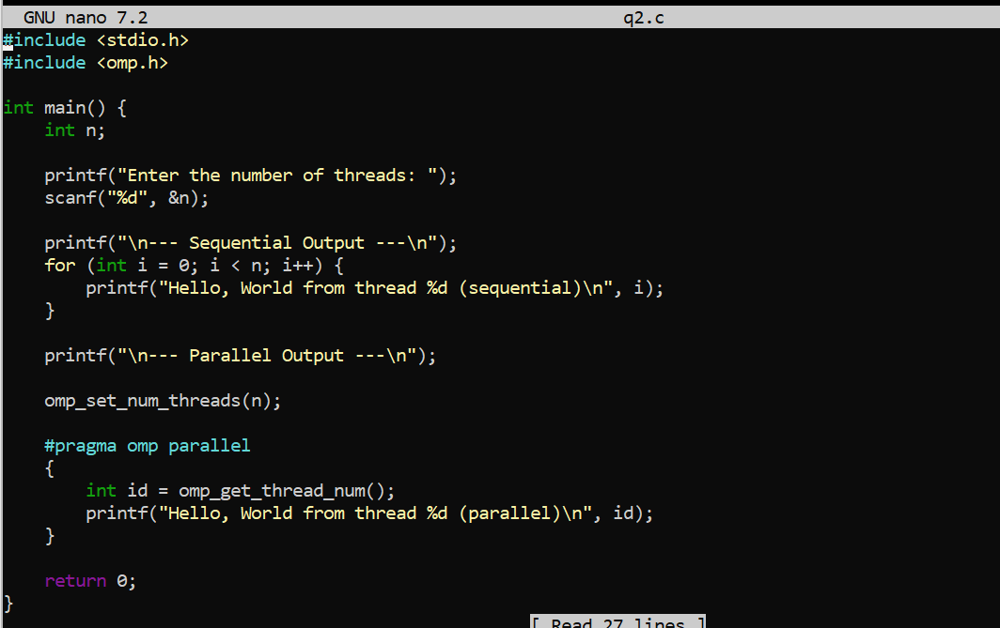 GNU nano 7.2 q2.c
#include <stdio.h>
#include <omp.h>

int main() {
    int n;

    printf("Enter the number of threads: ");
    scanf("%d", &n);

    printf("\n--- Sequential Output ---\n");
    for (int i = 0; i < n; i++) {
        printf("Hello, World from thread %d (sequential)\n", i);
    }

    printf("\n--- Parallel Output ---\n");

    omp_set_num_threads(n);

    #pragma omp parallel
    {
        int id = omp_get_thread_num();
        printf("Hello, World from thread %d (parallel)\n", id);
    }

    return 0;
}
[ Read 27 lines ]